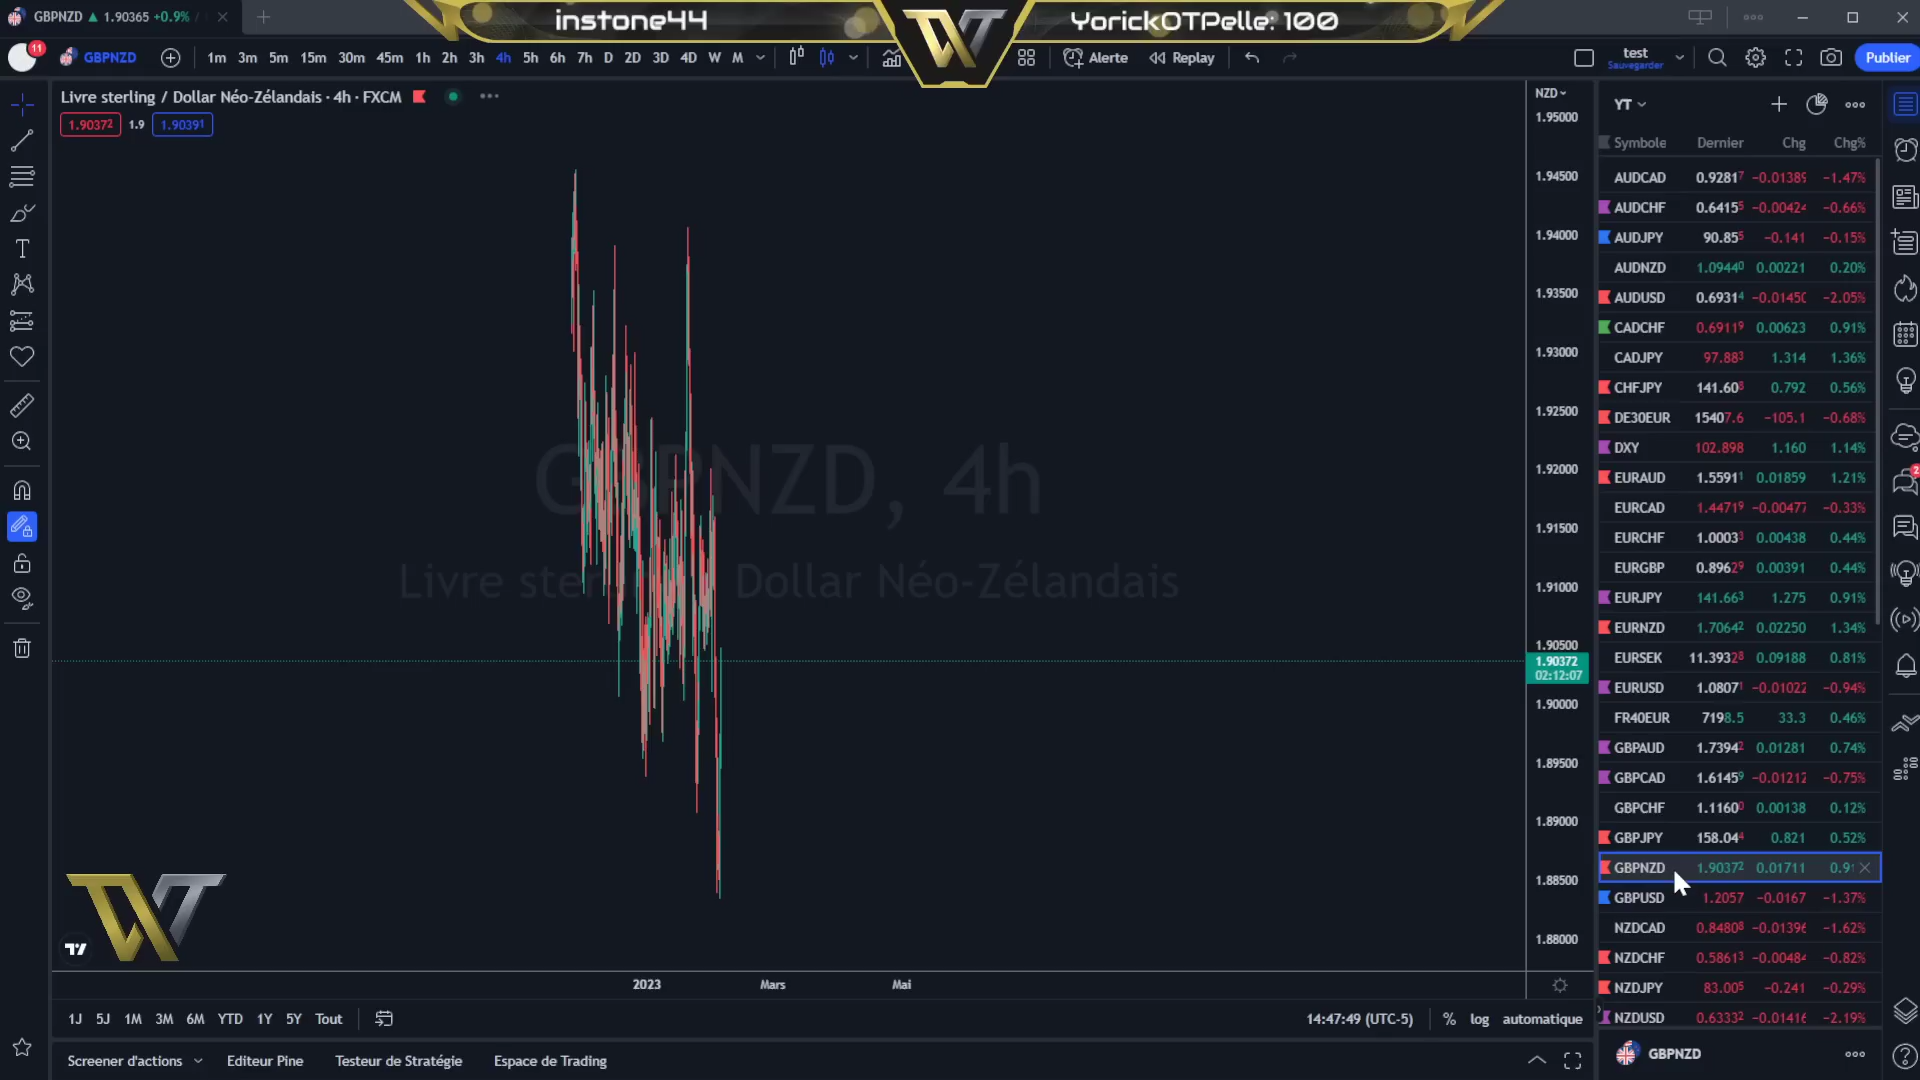 GBPNZD ▲ 1.90365 +0.9% /
instone44
YorickOTPelle: 100
11
GBPNZD
1m 3m 5m 15m 30m 45m 1h 2h 3h 4h 5h 6h 7h D 2D 3D 4D W M
Alerte
Replay
test
Sauvegarder
Publier
Livre sterling / Dollar Néo-Zélandais · 4h · FXCM
1.90372 1.9 1.90391
NZD
1.95000
1.94500
1.94000
1.93500
1.93000
1.92500
1.92000
1.91500
1.91000
1.90500
1.90372
02:12:07
1.90000
1.89500
1.89000
1.88500
1.88000
GBPNZD, 4h
Dollar Néo-Zélandais
2023 Mars Mai
1J 5J 1M 3M 6M YTD 1Y 5Y Tout
14:47:49 (UTC-5) % log automatique
Screener d'actions Editeur Pine Testeur de Stratégie Espace de Trading
YT
Symbole Dernier Chg Chg%
AUDCAD 0.92817 −0.01389 −1.47%
AUDCHF 0.64155 −0.00424 −0.66%
AUDJPY 90.855 −0.141 −0.15%
AUDNZD 1.09440 0.00221 0.20%
AUDUSD 0.69314 −0.01450 −2.05%
CADCHF 0.69119 0.00623 0.91%
CADJPY 97.883 1.314 1.36%
CHFJPY 141.608 0.792 0.56%
DE30EUR 15407.6 −105.1 −0.68%
DXY 102.898 1.160 1.14%
EURAUD 1.55911 0.01859 1.21%
EURCAD 1.44719 −0.00477 −0.33%
EURCHF 1.00033 0.00438 0.44%
EURGBP 0.89629 0.00391 0.44%
EURJPY 141.663 1.275 0.91%
EURNZD 1.70642 0.02250 1.34%
EURSEK 11.39328 0.09188 0.81%
EURUSD 1.08071 −0.01022 −0.94%
FR40EUR 7198.5 33.3 0.46%
GBPAUD 1.73942 0.01281 0.74%
GBPCAD 1.61459 −0.01212 −0.75%
GBPCHF 1.11600 0.00138 0.12%
GBPJPY 158.044 0.821 0.52%
GBPNZD 1.90372 0.01711 0.91
GBPUSD 1.2057 −0.0167 −1.37%
NZDCAD 0.84808 −0.01396 −1.62%
NZDCHF 0.58613 −0.00484 −0.82%
NZDJPY 83.005 −0.241 −0.29%
NZDUSD 0.63332 −0.01416 −2.19%
GBPNZD
2